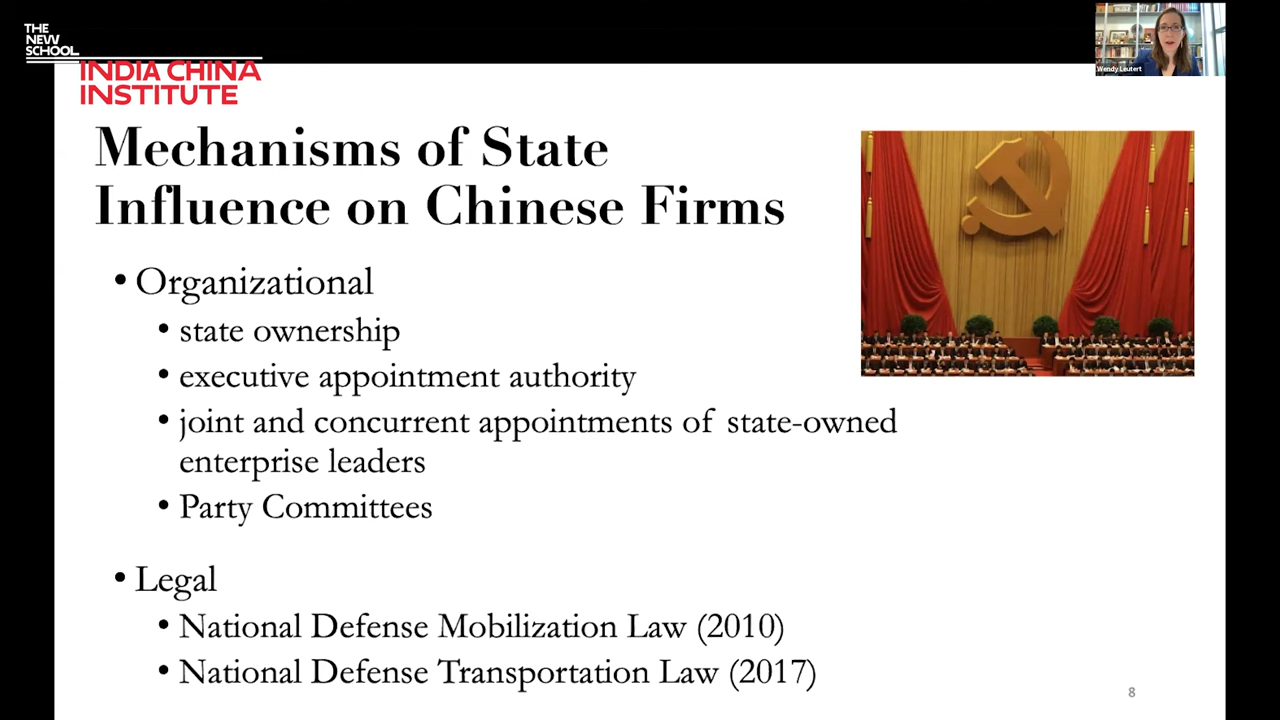 THE
NEW
SCHOOL
INDIA CHINA
INSTITUTE
Wendy Leutert
Mechanisms of State
Influence on Chinese Firms
• Organizational
• state ownership
• executive appointment authority
• joint and concurrent appointments of state-owned
enterprise leaders
• Party Committees
• Legal
• National Defense Mobilization Law (2010)
• National Defense Transportation Law (2017)
8